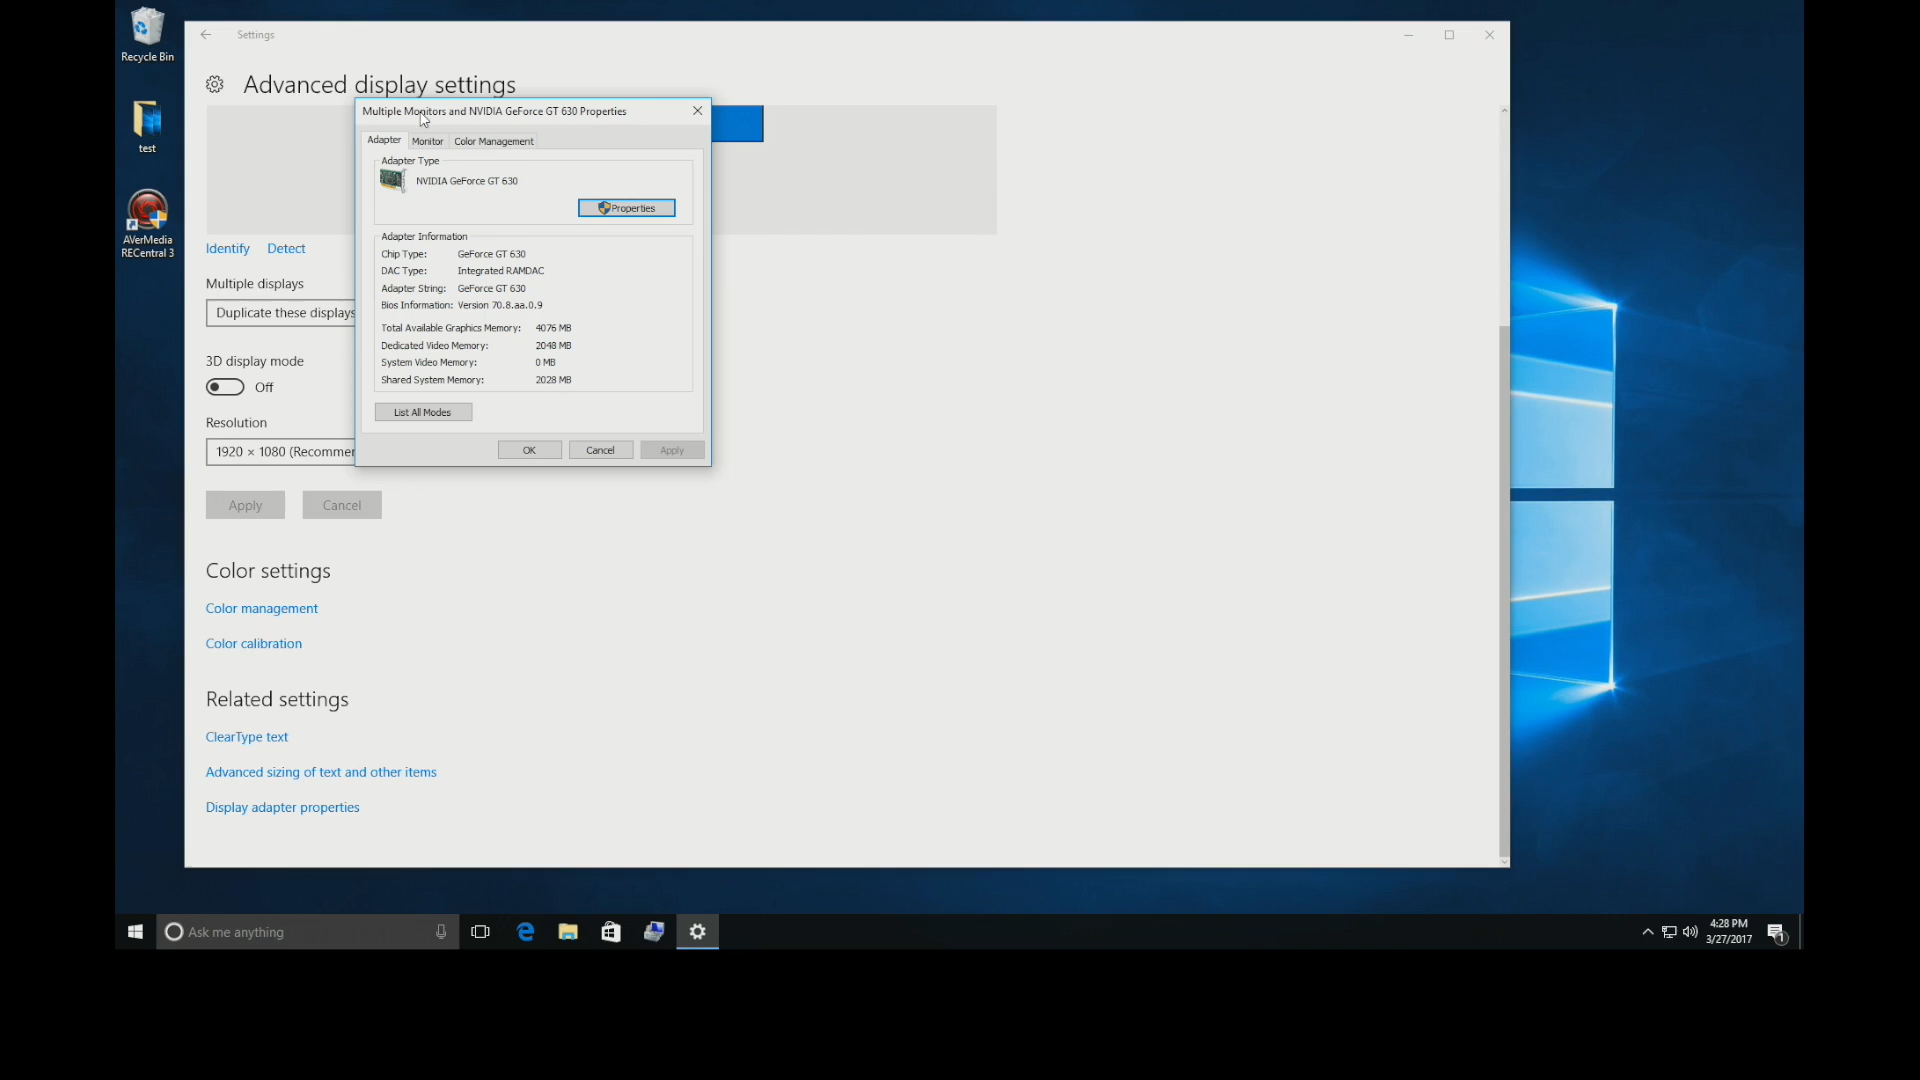 Recycle Bin
test
AVerMedia
RECentral 3
Settings
Advanced display settings
Multiple Monitors and NVIDIA GeForce GT 630 Properties
Adapter
Monitor
Color Management
Adapter Type
NVIDIA GeForce GT 630
Properties
Adapter Information
Chip Type: GeForce GT 630
DAC Type: Integrated RAMDAC
Adapter String: GeForce GT 630
Bios Information: Version 70.8.aa.0.9
Total Available Graphics Memory: 4076 MB
Dedicated Video Memory: 2048 MB
System Video Memory: 0 MB
Shared System Memory: 2028 MB
List All Modes
OK
Cancel
Apply
Identify
Detect
Multiple displays
Duplicate these displays
3D display mode
Off
Resolution
1920 × 1080 (Recommen
Apply
Cancel
Color settings
Color management
Color calibration
Related settings
ClearType text
Advanced sizing of text and other items
Display adapter properties
Ask me anything
4:28 PM
3/27/2017
1